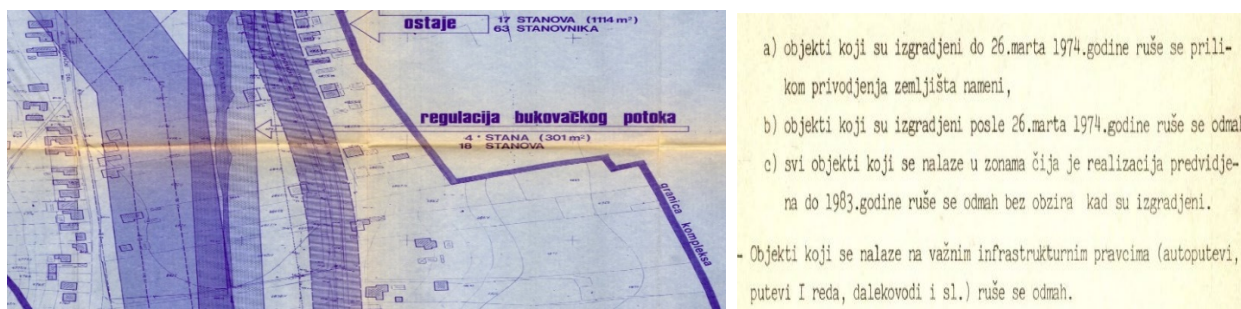 ostaje
17 STANOVA (1114 m²)
63 STANOVNIKA
regulacija bukovačkog potoka
4 STANA (301 m²)
18 STANOVA
granica kompleksa
a) objekti koji su izgradjeni do 26.marta 1974.godine ruše se prili-
kom privodjenja zemljišta nameni,
b) objekti koji su izgradjeni posle 26.marta 1974.godine ruše se odmah
c) svi objekti koji se nalaze u zonama čija je realizacija predvidje-
na do 1983.godine ruše se odmah bez obzira kad su izgradjeni.
- Objekti koji se nalaze na važnim infrastrukturnim pravcima (autoputevi,
putevi I reda, dalekovodi i sl.) ruše se odmah.